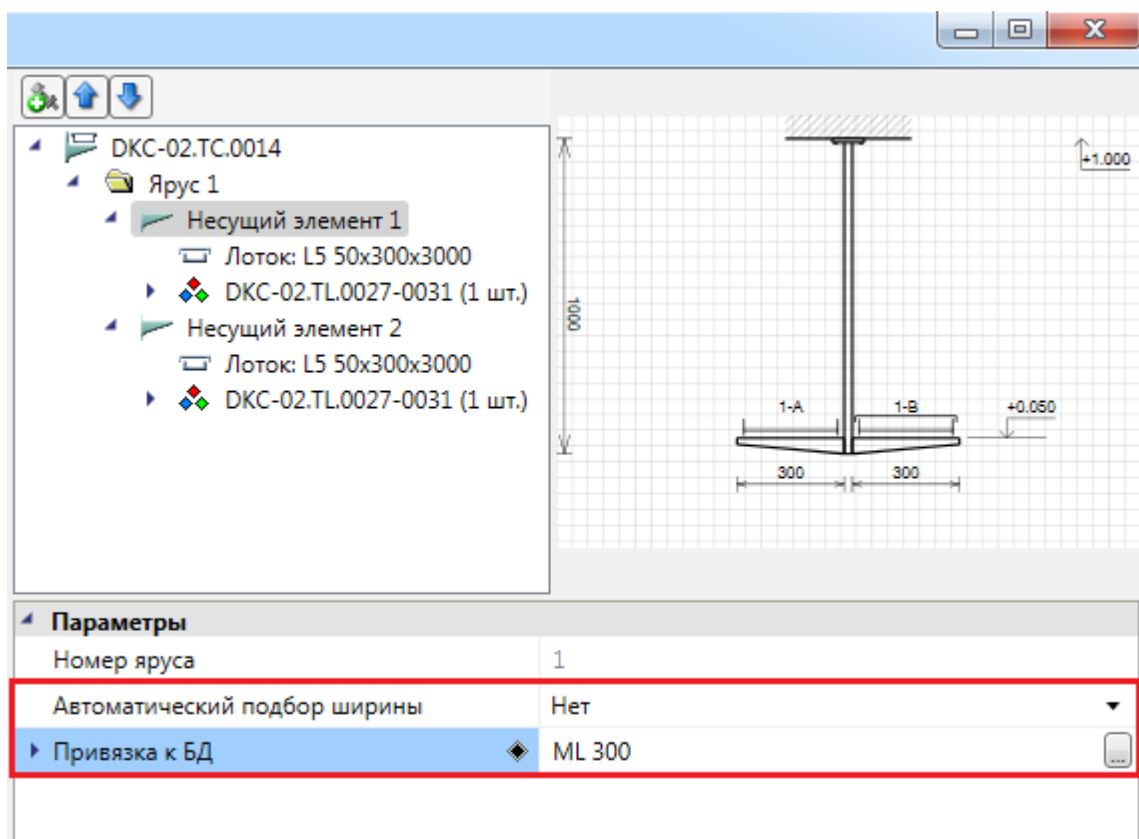 DKC-02.TC.0014
Ярус 1
Несущий элемент 1
Лоток: L5 50x300x3000
DKC-02.TL.0027-0031 (1 шт.)
Несущий элемент 2
Лоток: L5 50x300x3000
DKC-02.TL.0027-0031 (1 шт.)
+1.000
1000
1-A
1-B
+0.050
300
300
Параметры
Номер яруса 1
Автоматический подбор ширины Нет
Привязка к БД ML 300 ...